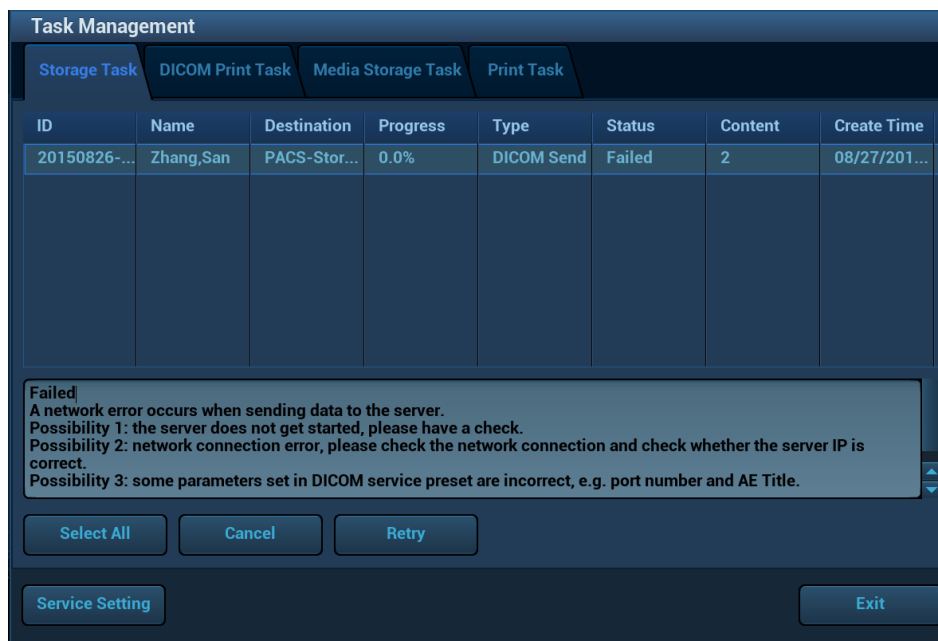 Task Management
Storage Task DICOM Print Task Media Storage Task Print Task
ID Name Destination Progress Type Status Content Create Time
20150826-... Zhang,San PACS-Stor... 0.0% DICOM Send Failed 2 08/27/201...
Failed
A network error occurs when sending data to the server.
Possibility 1: the server does not get started, please have a check.
Possibility 2: network connection error, please check the network connection and check whether the server IP is
correct.
Possibility 3: some parameters set in DICOM service preset are incorrect, e.g. port number and AE Title.
Select All Cancel Retry
Service Setting Exit